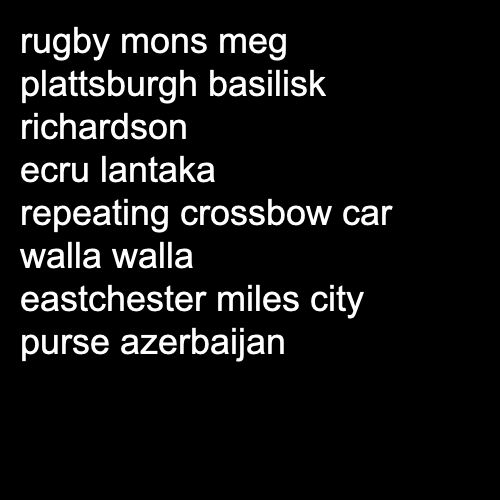 rugby mons meg
plattsburgh basilisk
richardson
ecru lantaka
repeating crossbow car
walla walla
eastchester miles city
purse azerbaijan